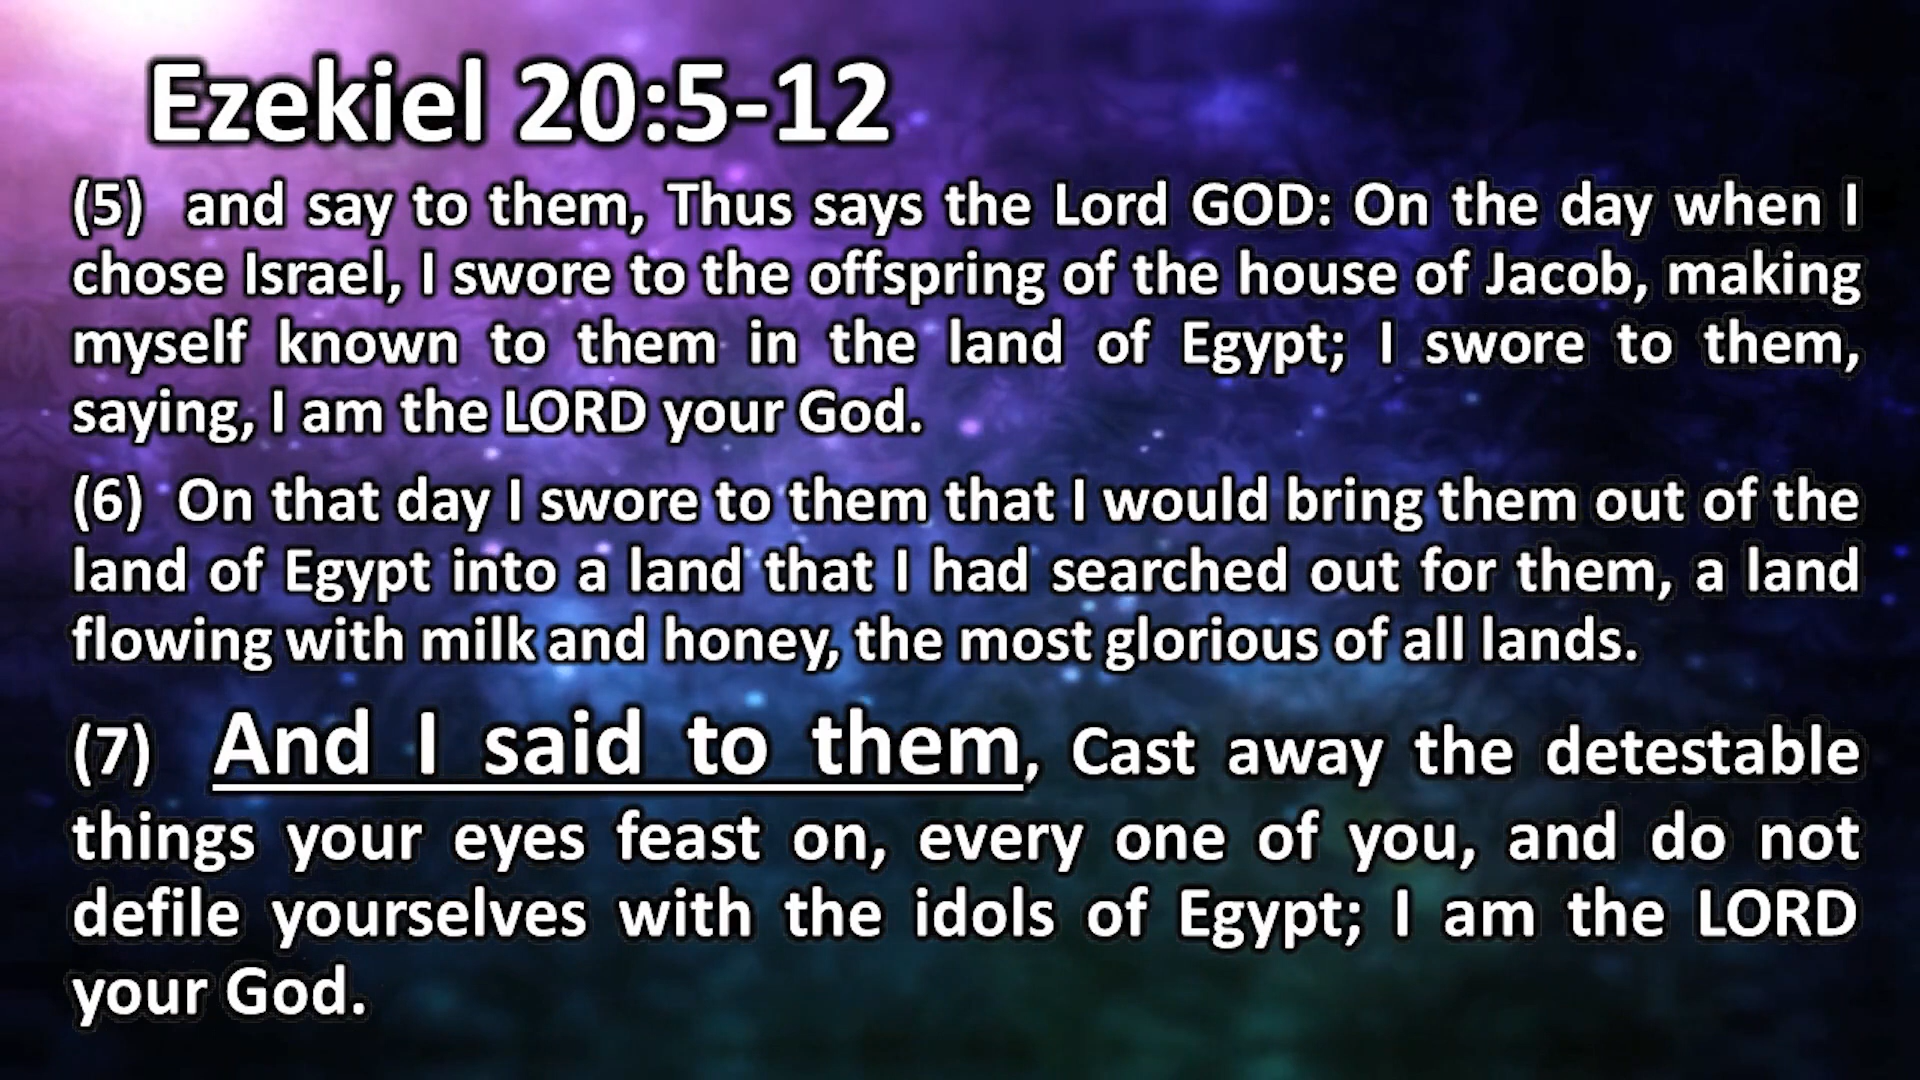 Ezekiel 20:5-12
(5) and say to them, Thus says the Lord GOD: On the day when I
chose Israel, I swore to the offspring of the house of Jacob, making
myself known to them in the land of Egypt; I swore to them,
saying, I am the LORD your God.
(6) On that day I swore to them that I would bring them out of the
land of Egypt into a land that I had searched out for them, a land
flowing with milk and honey, the most glorious of all lands.
(7) And I said to them, Cast away the detestable
things your eyes feast on, every one of you, and do not
defile yourselves with the idols of Egypt; I am the LORD
your God.